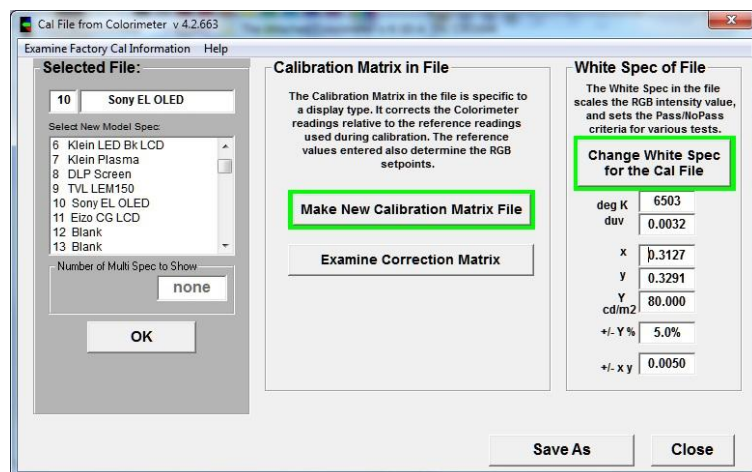 Cal File from Colorimeter v 4.2.663
Examine Factory Cal Information Help
Selected File:
10 Sony EL OLED
Select New Model Spec:
6 Klein LED Bk LCD
7 Klein Plasma
8 DLP Screen
9 TVL LEM150
10 Sony EL OLED
11 Eizo CG LCD
12 Blank
13 Blank
Number of Multi Spec to Show
none
OK
Calibration Matrix in File
The Calibration Matrix in the file is specific to
a display type. It corrects the Colorimeter
readings relative to the reference readings
used during calibration. The reference
values entered also determine the RGB
setpoints.
Make New Calibration Matrix File
Examine Correction Matrix
White Spec of File
The White Spec in the file
scales the RGB intensity value,
and sets the Pass/NoPass
criteria for various tests.
Change White Spec
for the Cal File
deg K 6503
duv 0.0032
x 0.3127
y 0.3291
Y
cd/m2 80.000
+/- Y % 5.0%
+/- x y 0.0050
Save As
Close